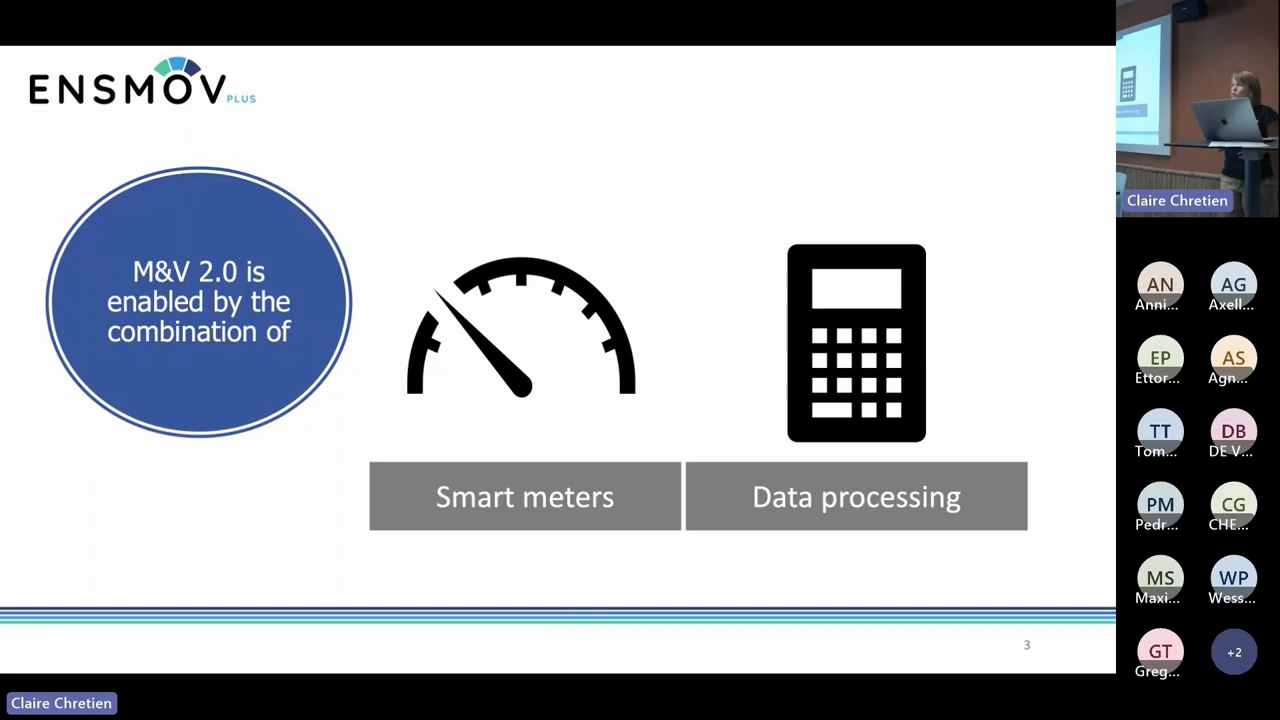 ENSMOV PLUS
M&V 2.0 is
enabled by the
combination of
Smart meters
Data processing
3
Claire Chretien
Claire Chretien
AN
AG
Anni...
Axell...
EP
AS
Ettor...
Agn...
TT
DB
Tom...
DE V...
PM
CG
Pedr...
CHE...
MS
WP
Maxi...
Wess...
GT
+2
Greg...